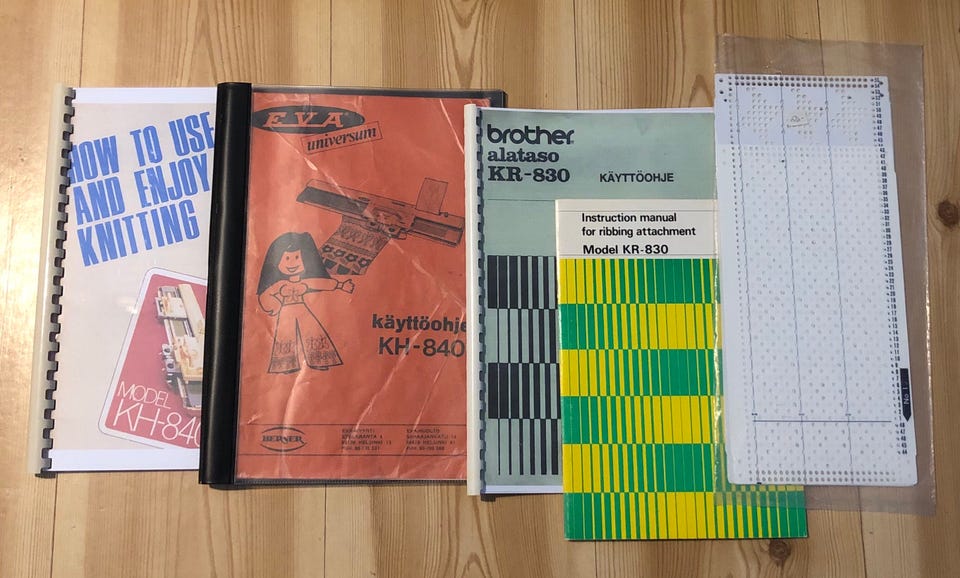 HOW TO USE
AND ENJOY
KNITTING
MODEL
KH-840
EVA
universum
käyttöohje
KH-840
BERNER
brother
alataso
KR-830
KÄYTTÖOHJE
Instruction manual
for ribbing attachment
Model KR-830